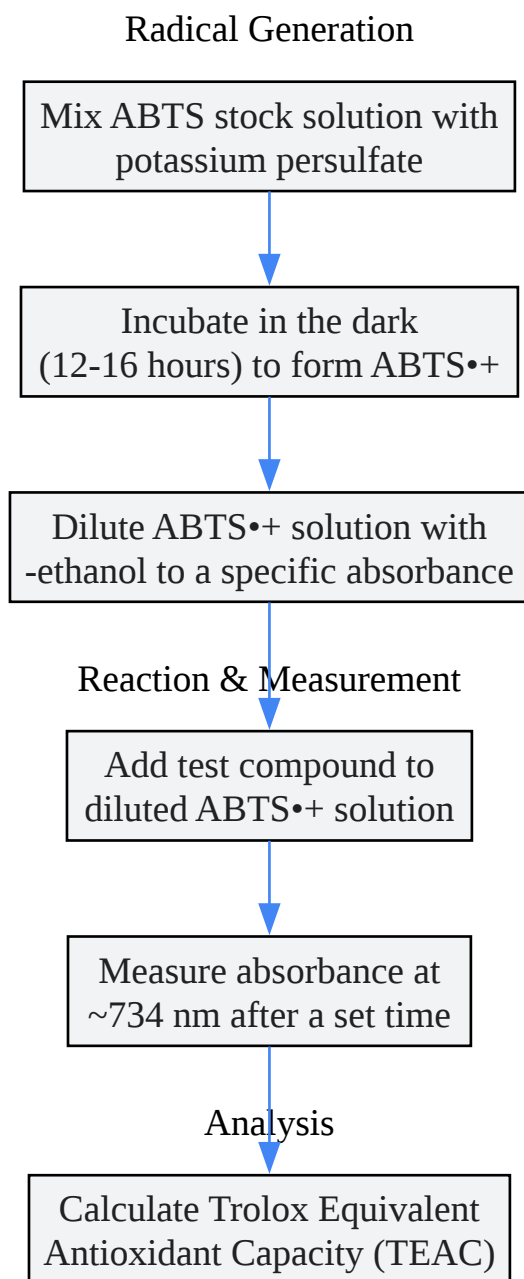 Radical Generation
Mix ABTS stock solution with
potassium persulfate
Incubate in the dark
(12-16 hours) to form ABTS•+
Dilute ABTS•+ solution with
-ethanol to a specific absorbance
Reaction & Measurement
Add test compound to
diluted ABTS•+ solution
Measure absorbance at
~734 nm after a set time
Analysis
Calculate Trolox Equivalent
Antioxidant Capacity (TEAC)